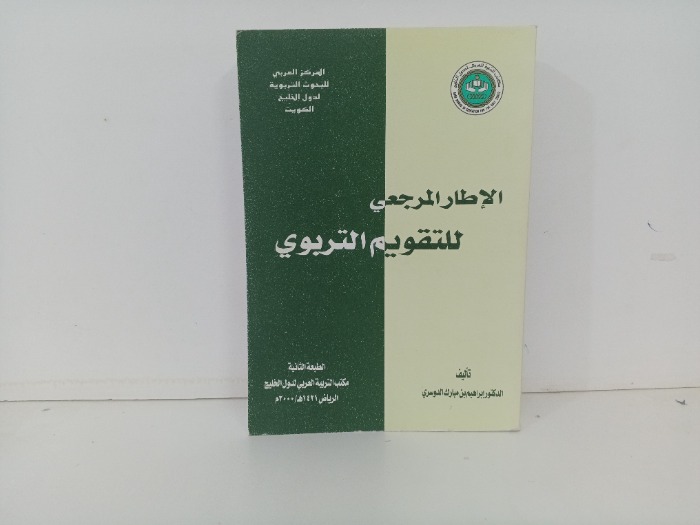 المركز العربي
للبحوث التربوية
لدول الخليج
الكويت
الإطار المرجعي
للتقويم التربوي
تأليف
الدكتور ابراهيم بن مبارك الدوسري
الطبعة الثانية
مكتب التربية العربي لدول الخليج
الرياض ١٤٢١هـ/٢٠٠٠م